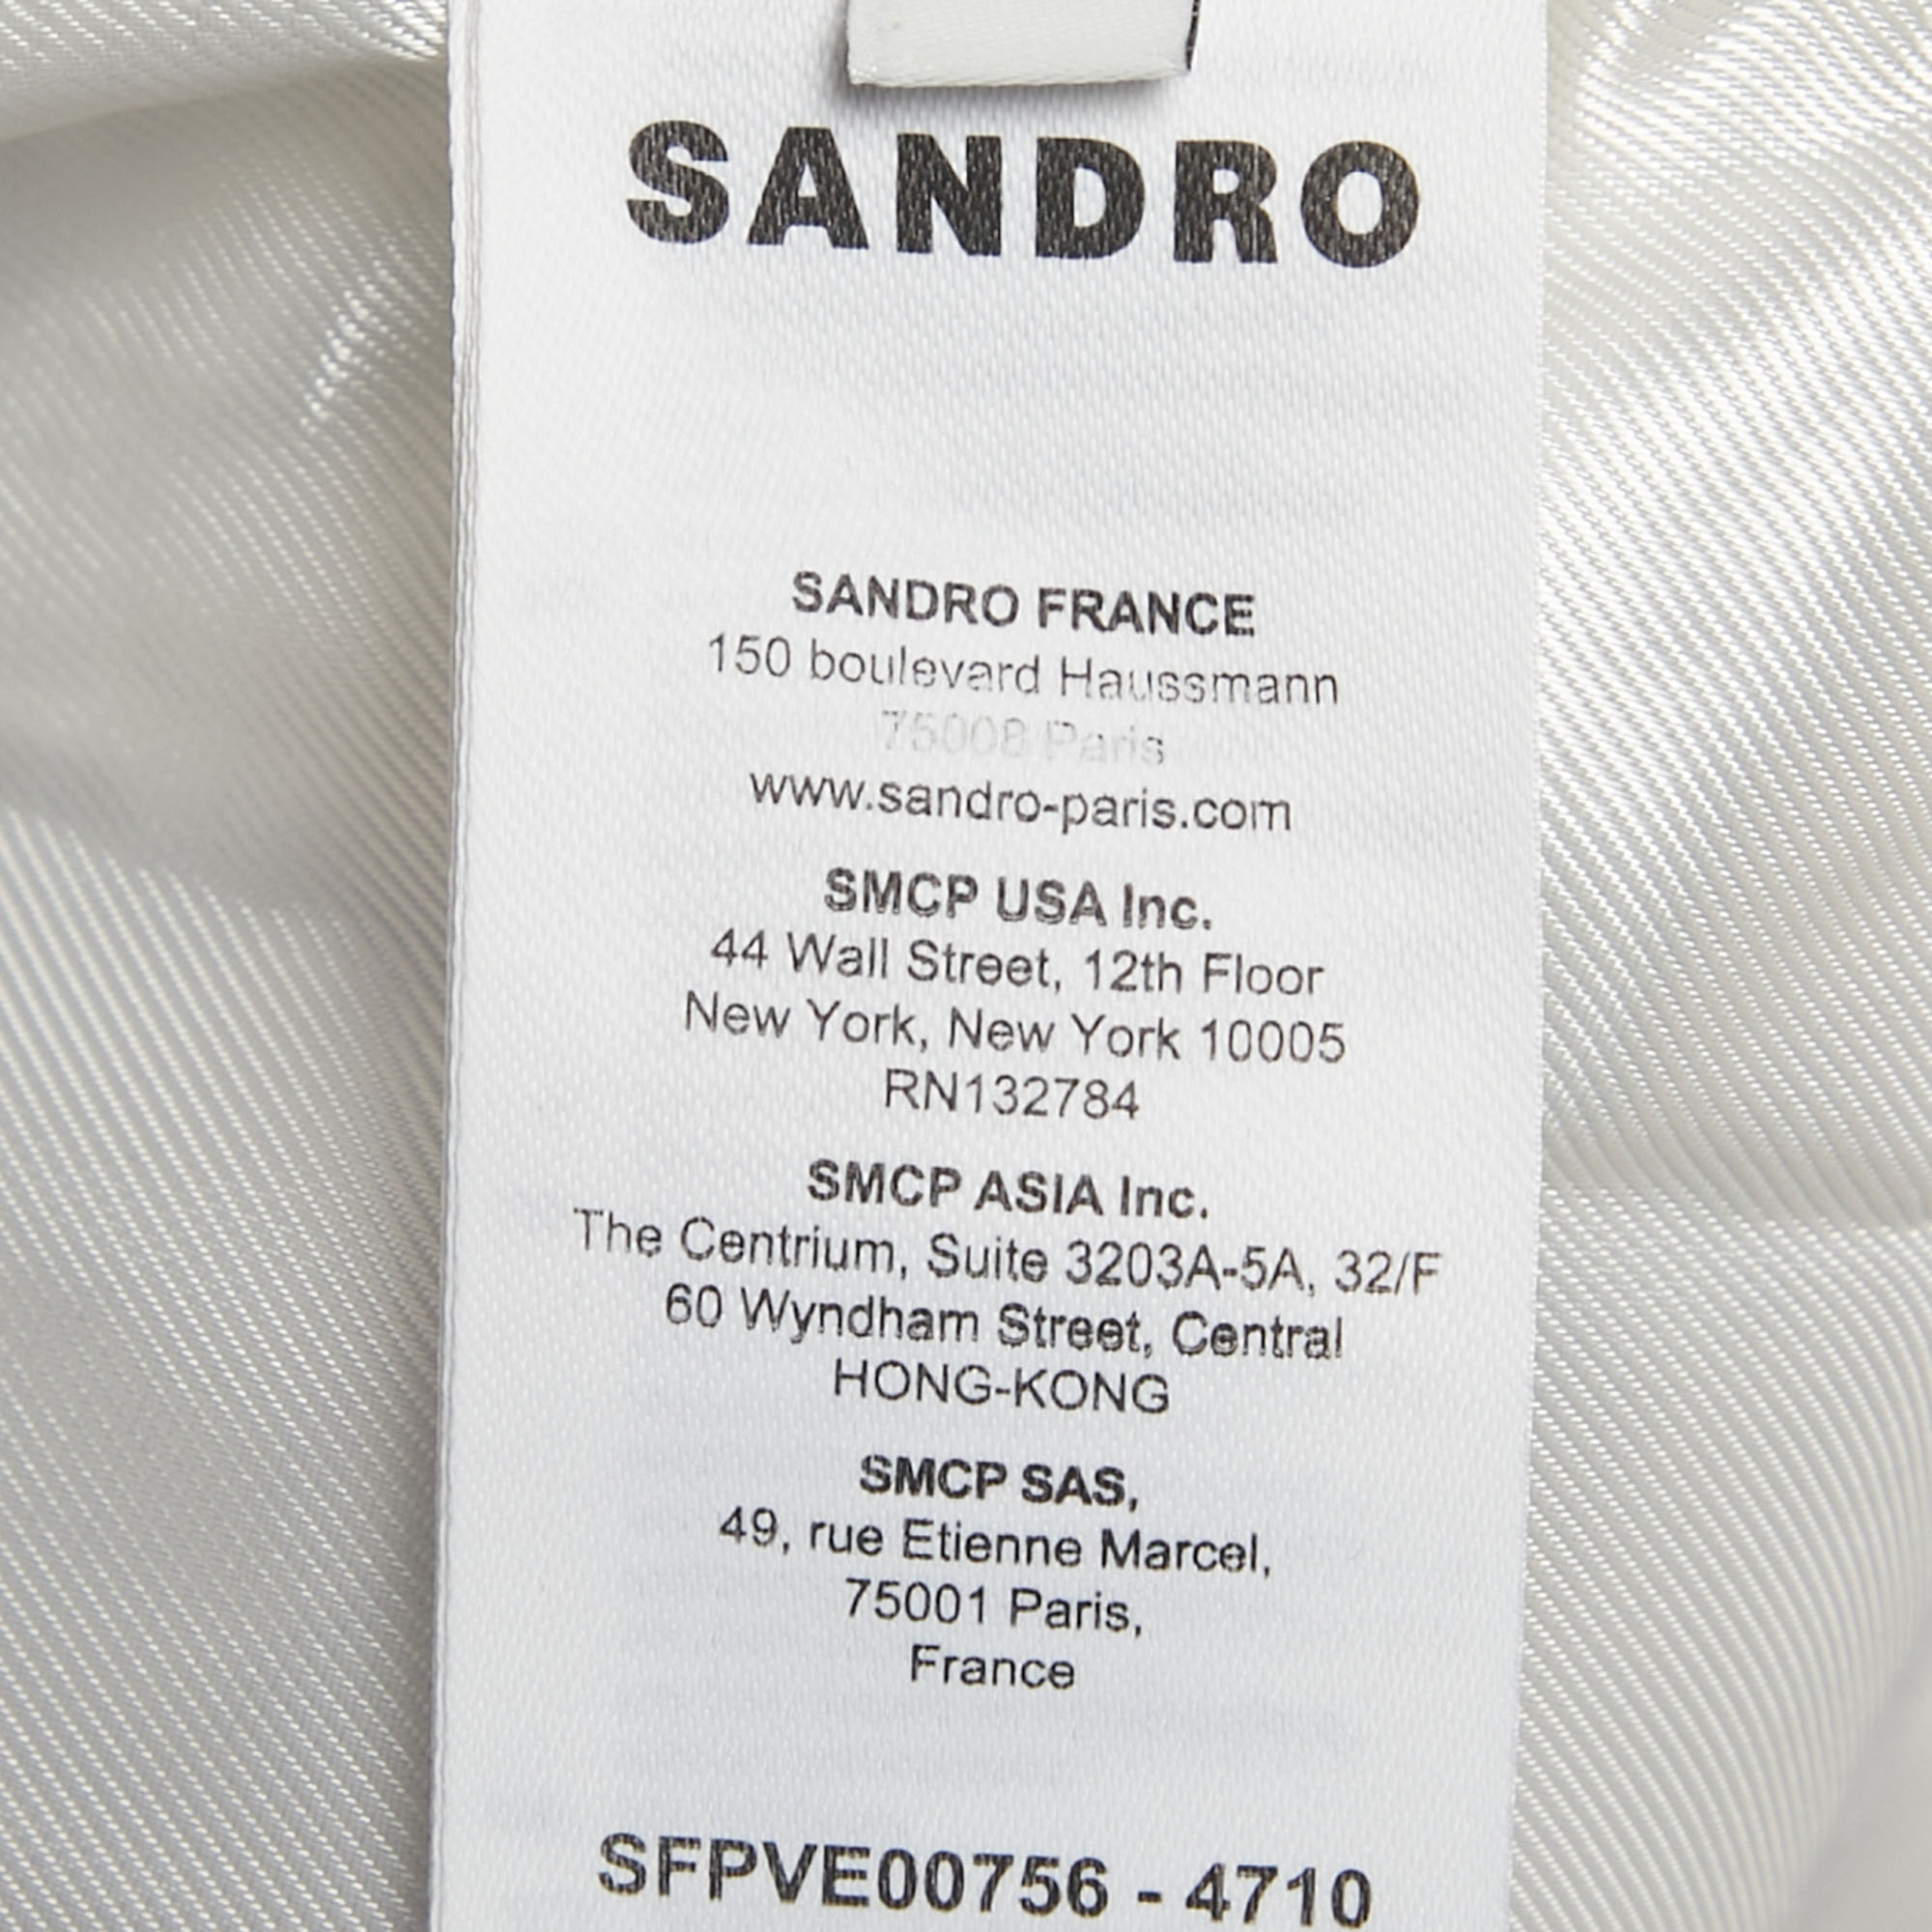 SANDRO
SANDRO FRANCE
150 boulevard Haussmann
75008 Paris
www.sandro-paris.com
SMCP USA Inc.
44 Wall Street, 12th Floor
New York, New York 10005
RN132784
SMCP ASIA Inc.
The Centrium, Suite 3203A-5A, 32/F
60 Wyndham Street, Central
HONG-KONG
SMCP SAS,
49, rue Etienne Marcel,
75001 Paris,
France
SFPVE00756 - 4710